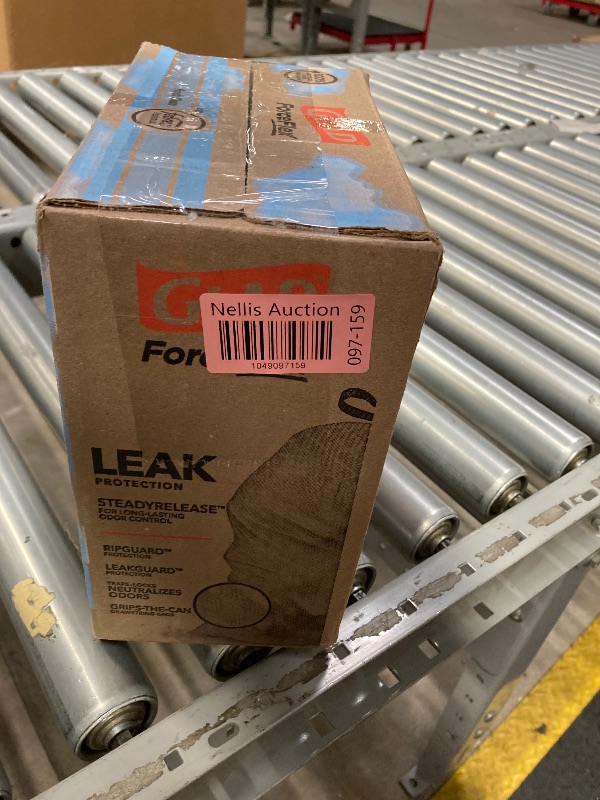 GLAD
ForceFlex
Nellis Auction
1049097159
097-159
LEAK
PROTECTION
STEADYRELEASE™
FOR LONG-LASTING
ODOR CONTROL
RIPGUARD™
PROTECTION
LEAKGUARD™
PROTECTION
TRAPS-LOCKS
NEUTRALIZES
ODORS
GRIPS-THE-CAN
DRAWSTRING BAGS